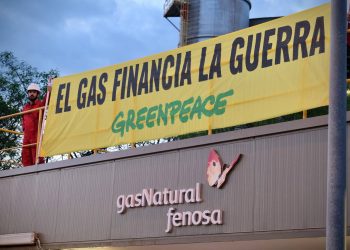 EL GAS FINANCIA LA GUERRA
GREENPEACE
gasNatural
fenosa